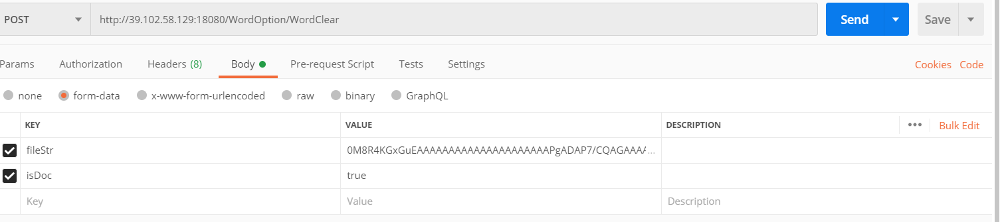 POST http://39.102.58.129:18080/WordOption/WordClear Send Save
Params Authorization Headers (8) Body Pre-request Script Tests Settings Cookies Code
none form-data x-www-form-urlencoded raw binary GraphQL
KEY VALUE DESCRIPTION ••• Bulk Edit
fileStr 0M8R4KGxGuEAAAAAAAAAAAAAAAAAAAAAPgADAP7/CQAGAAAA...
isDoc true
Key Value Description